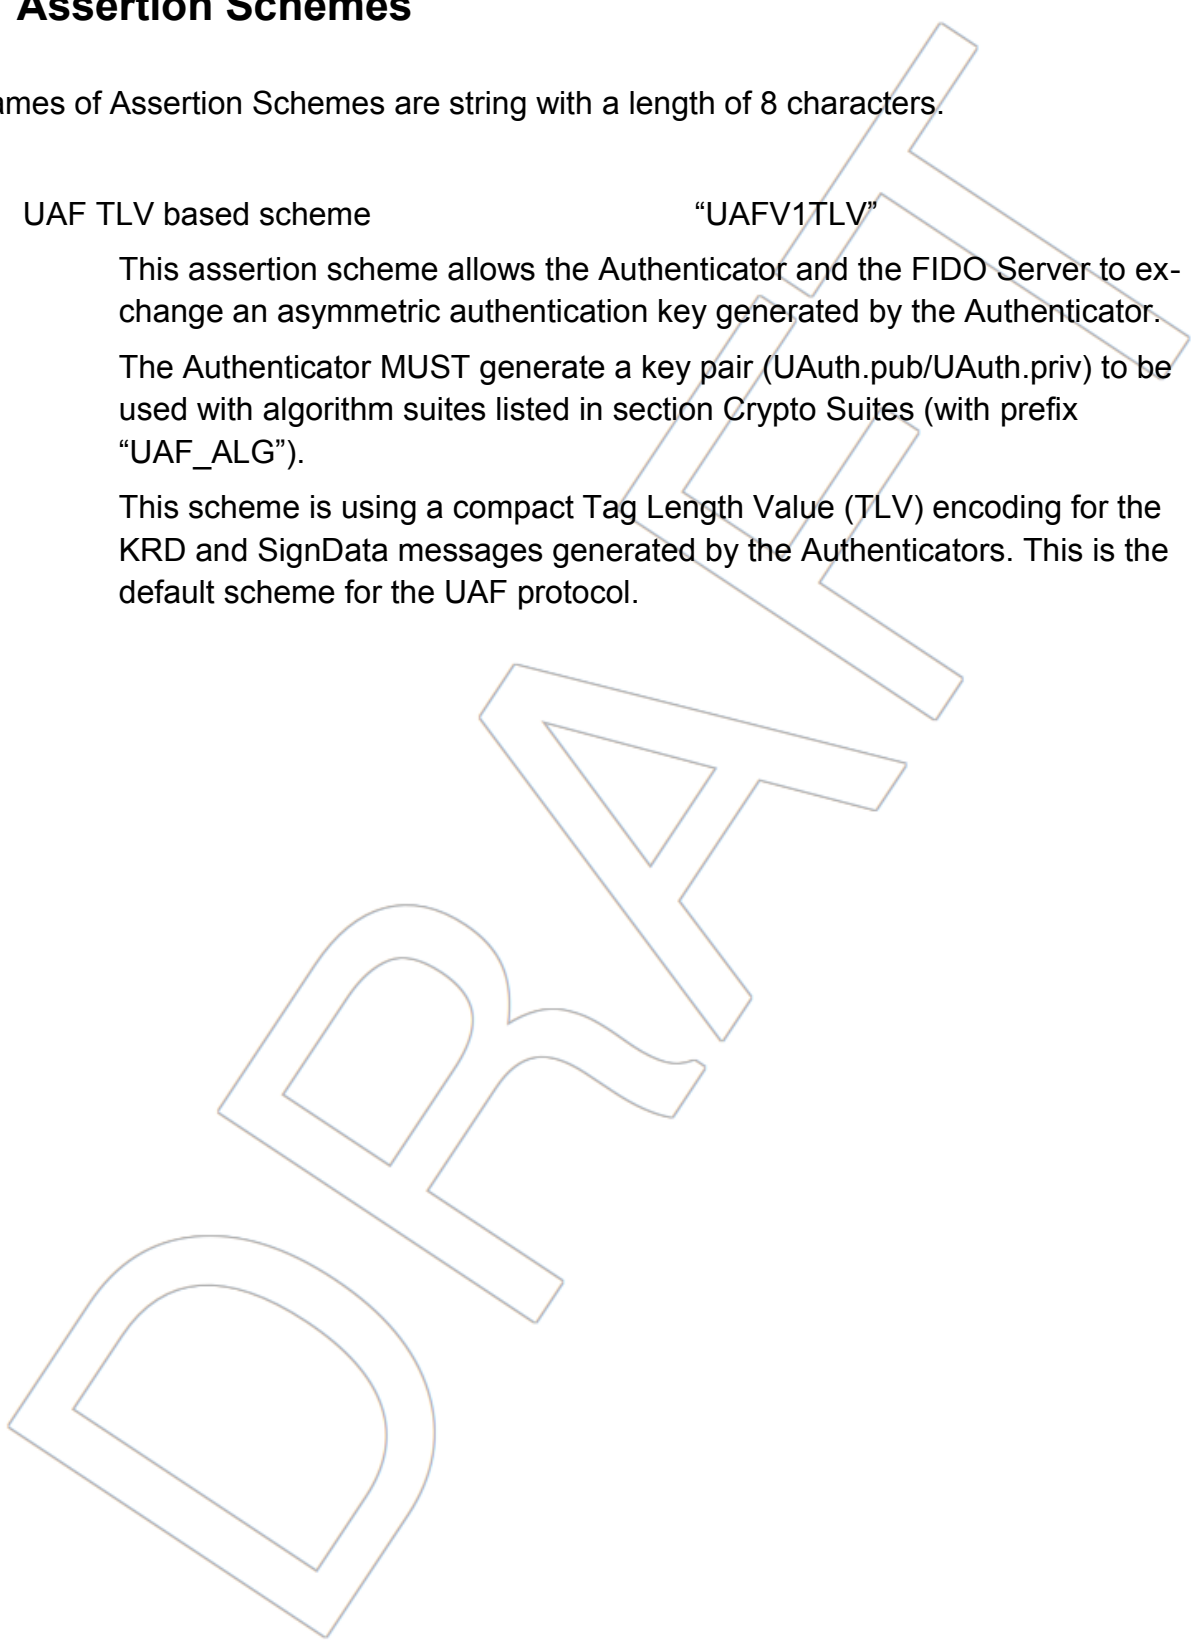 Assertion Schemes
ames of Assertion Schemes are string with a length of 8 characters.
UAF TLV based scheme “UAFV1TLV”
This assertion scheme allows the Authenticator and the FIDO Server to ex-
change an asymmetric authentication key generated by the Authenticator.
The Authenticator MUST generate a key pair (UAuth.pub/UAuth.priv) to be
used with algorithm suites listed in section Crypto Suites (with prefix
“UAF_ALG”).
This scheme is using a compact Tag Length Value (TLV) encoding for the
KRD and SignData messages generated by the Authenticators. This is the
default scheme for the UAF protocol.
DRAFT